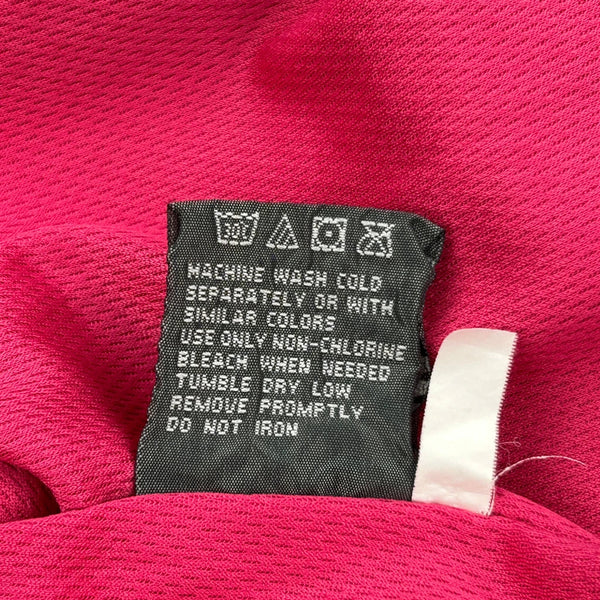 30°
MACHINE WASH COLD
SEPARATELY OR WITH
SIMILAR COLORS
USE ONLY NON-CHLORINE
BLEACH WHEN NEEDED
TUMBLE DRY LOW
REMOVE PROMPTLY
DO NOT IRON